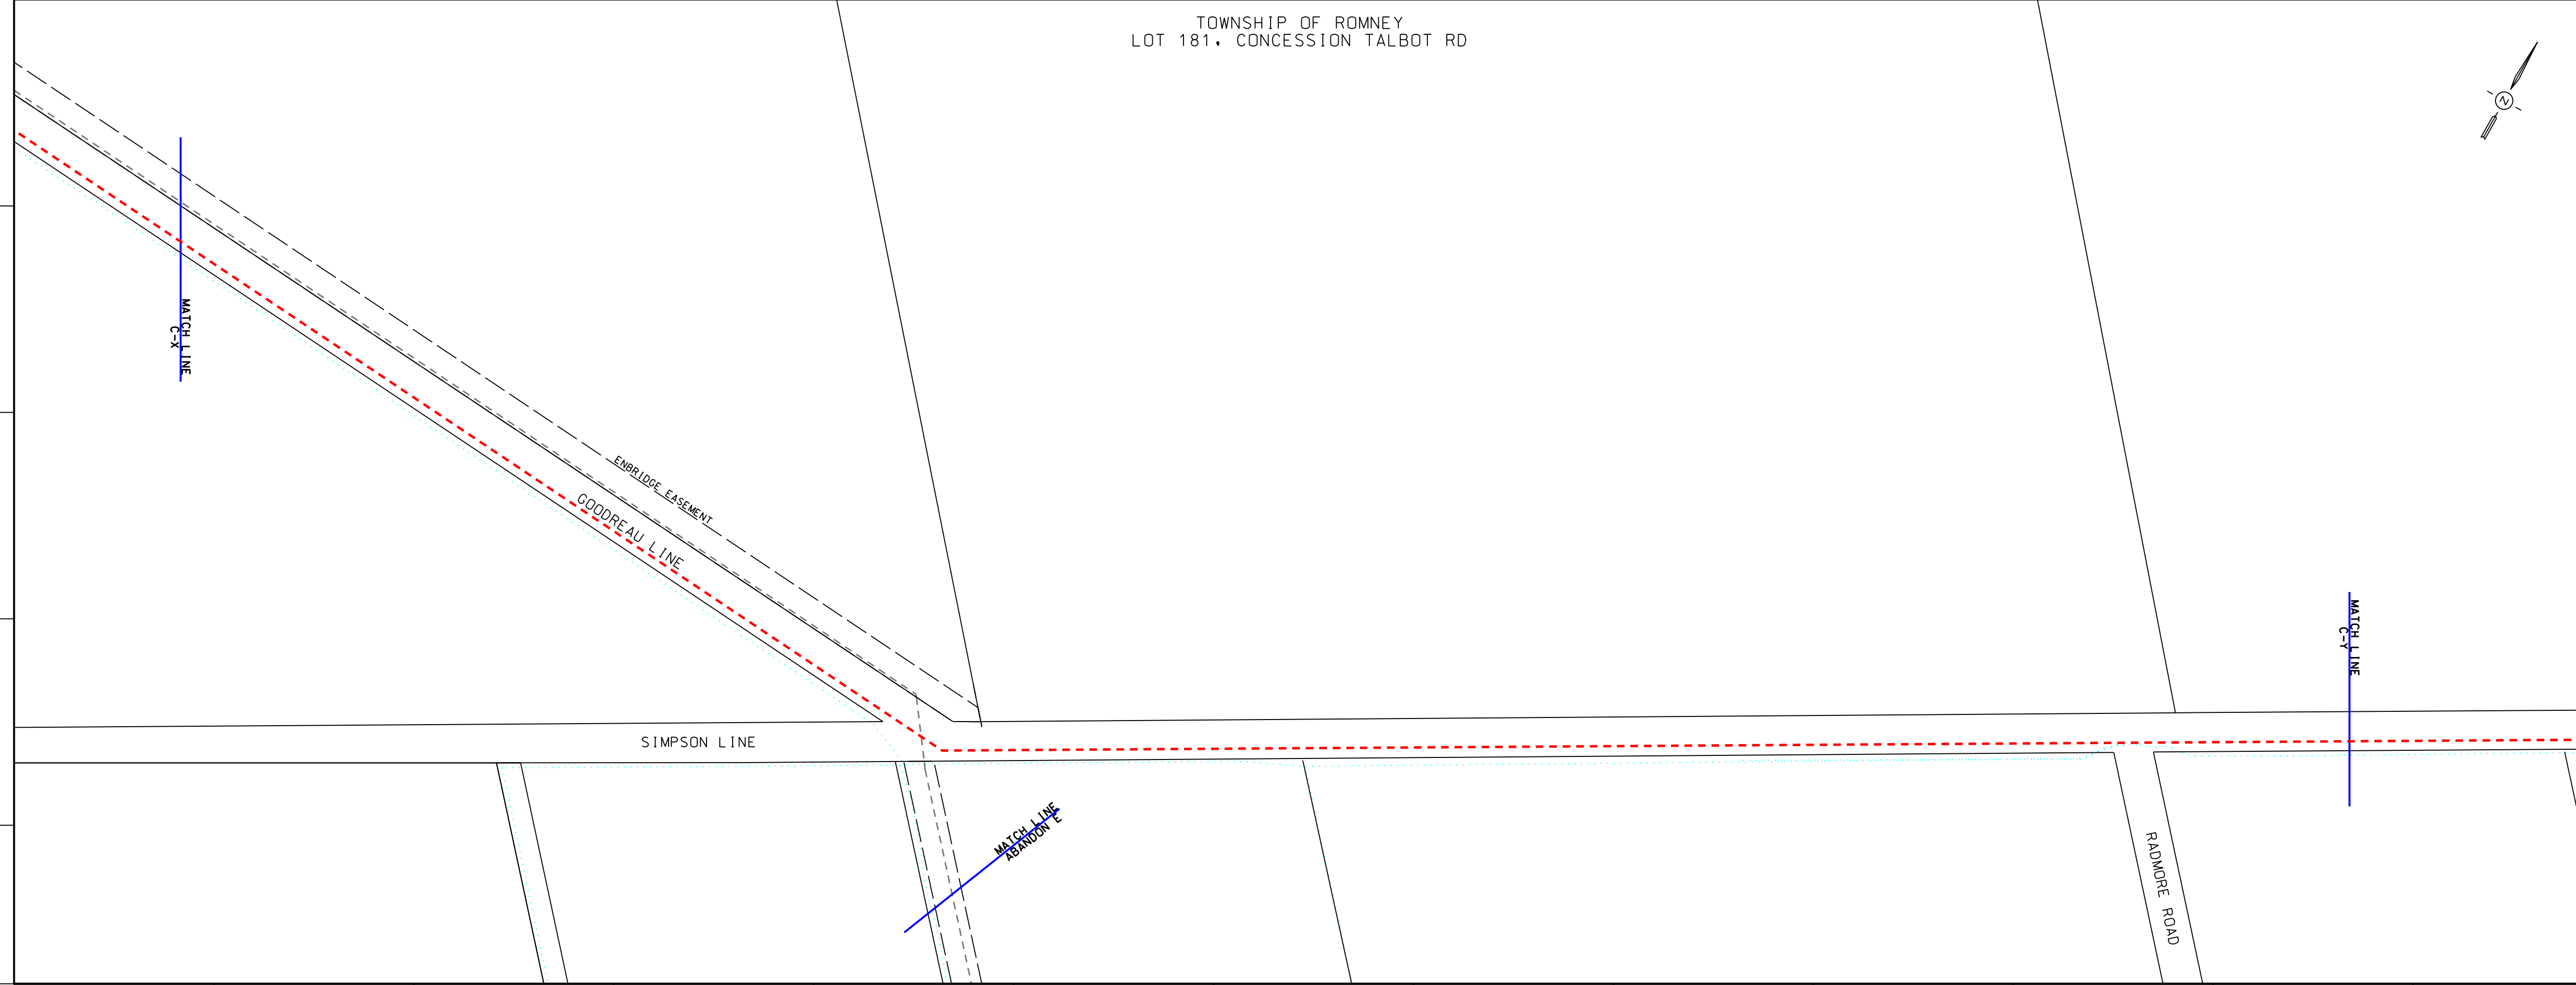 TOWNSHIP OF ROMNEY
LOT 181, CONCESSION TALBOT RD
N
MATCH LINE
C-X
ENBRIDGE EASEMENT
GOODREAU LINE
MATCH LINE
C-Y
SIMPSON LINE
MATCH LINE
ABANDON E
RADMORE ROAD